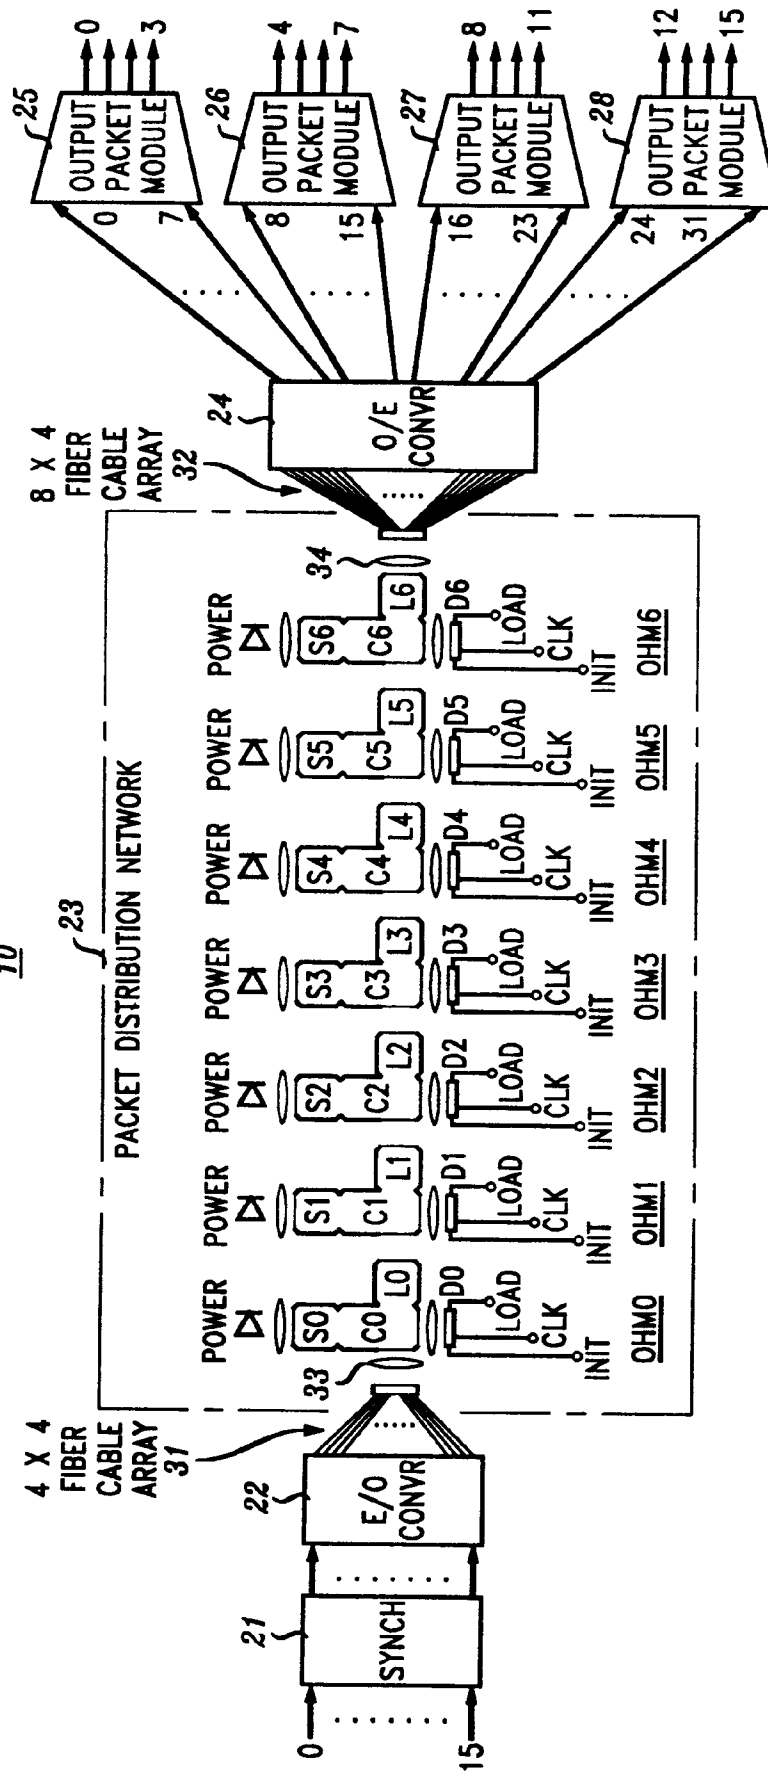 10
0
15
SYNCH
21
E/O
CONVR
22
4 X 4
FIBER
CABLE
ARRAY
31
33
PACKET DISTRIBUTION NETWORK
23
POWER
S0
C0
L0
D0
LOAD
CLK
INIT
OHM0
POWER
S1
C1
L1
D1
LOAD
CLK
INIT
OHM1
POWER
S2
C2
L2
D2
LOAD
CLK
INIT
OHM2
POWER
S3
C3
L3
D3
LOAD
CLK
INIT
OHM3
POWER
S4
C4
L4
D4
LOAD
CLK
INIT
OHM4
POWER
S5
C5
L5
D5
LOAD
CLK
INIT
OHM5
POWER
S6
C6
L6
D6
LOAD
CLK
INIT
OHM6
34
8 X 4
FIBER
CABLE
ARRAY
32
24
O/E
CONVR
25
0
7
OUTPUT
PACKET
MODULE
0
3
26
8
15
OUTPUT
PACKET
MODULE
4
7
27
16
23
OUTPUT
PACKET
MODULE
8
11
28
24
31
OUTPUT
PACKET
MODULE
12
15